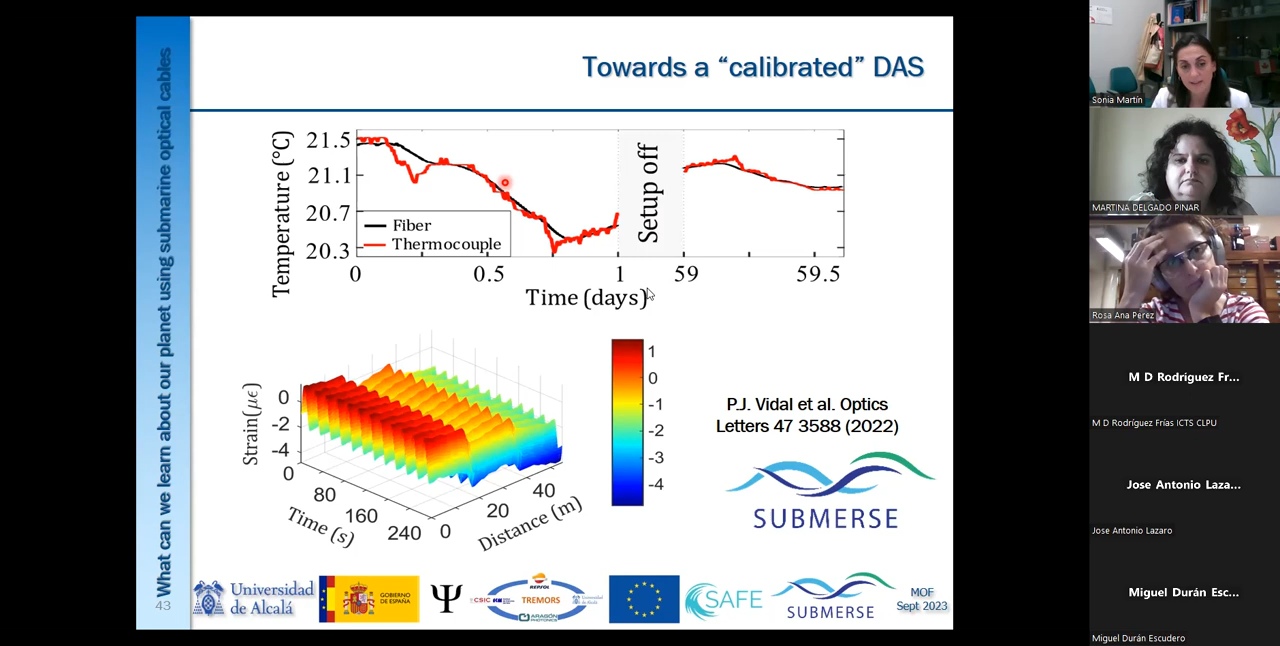 What can we learn about our planet using submarine optical cables
43
Towards a “calibrated” DAS
Temperature (°C)
21.5
21.1
20.7
20.3
Fiber
Thermocouple
Setup off
0
0.5
1
59
59.5
Time (days)
Strain(με)
0
-2
-4
0
80
160
240
Time (s)
0
20
40
Distance (m)
1
0
-1
-2
-3
-4
P.J. Vidal et al. Optics
Letters 47 3588 (2022)
SUBMERSE
Universidad
de Alcalá
GOBIERNO
DE ESPAÑA
Ψ
REPSOL
CSIC
TREMORS
ARAGÓN
PHOTONICS
SAFE
SUBMERSE
MOF
Sept 2023
Sonia Martín
MARTINA DELGADO PINAR
Rosa Ana Pérez
M D Rodriguez Fr...
M D Rodríguez Frías ICTS CLPU
Jose Antonio Laza...
Jose Antonio Lazaro
Miguel Durán Esc...
Miguel Durán Escudero